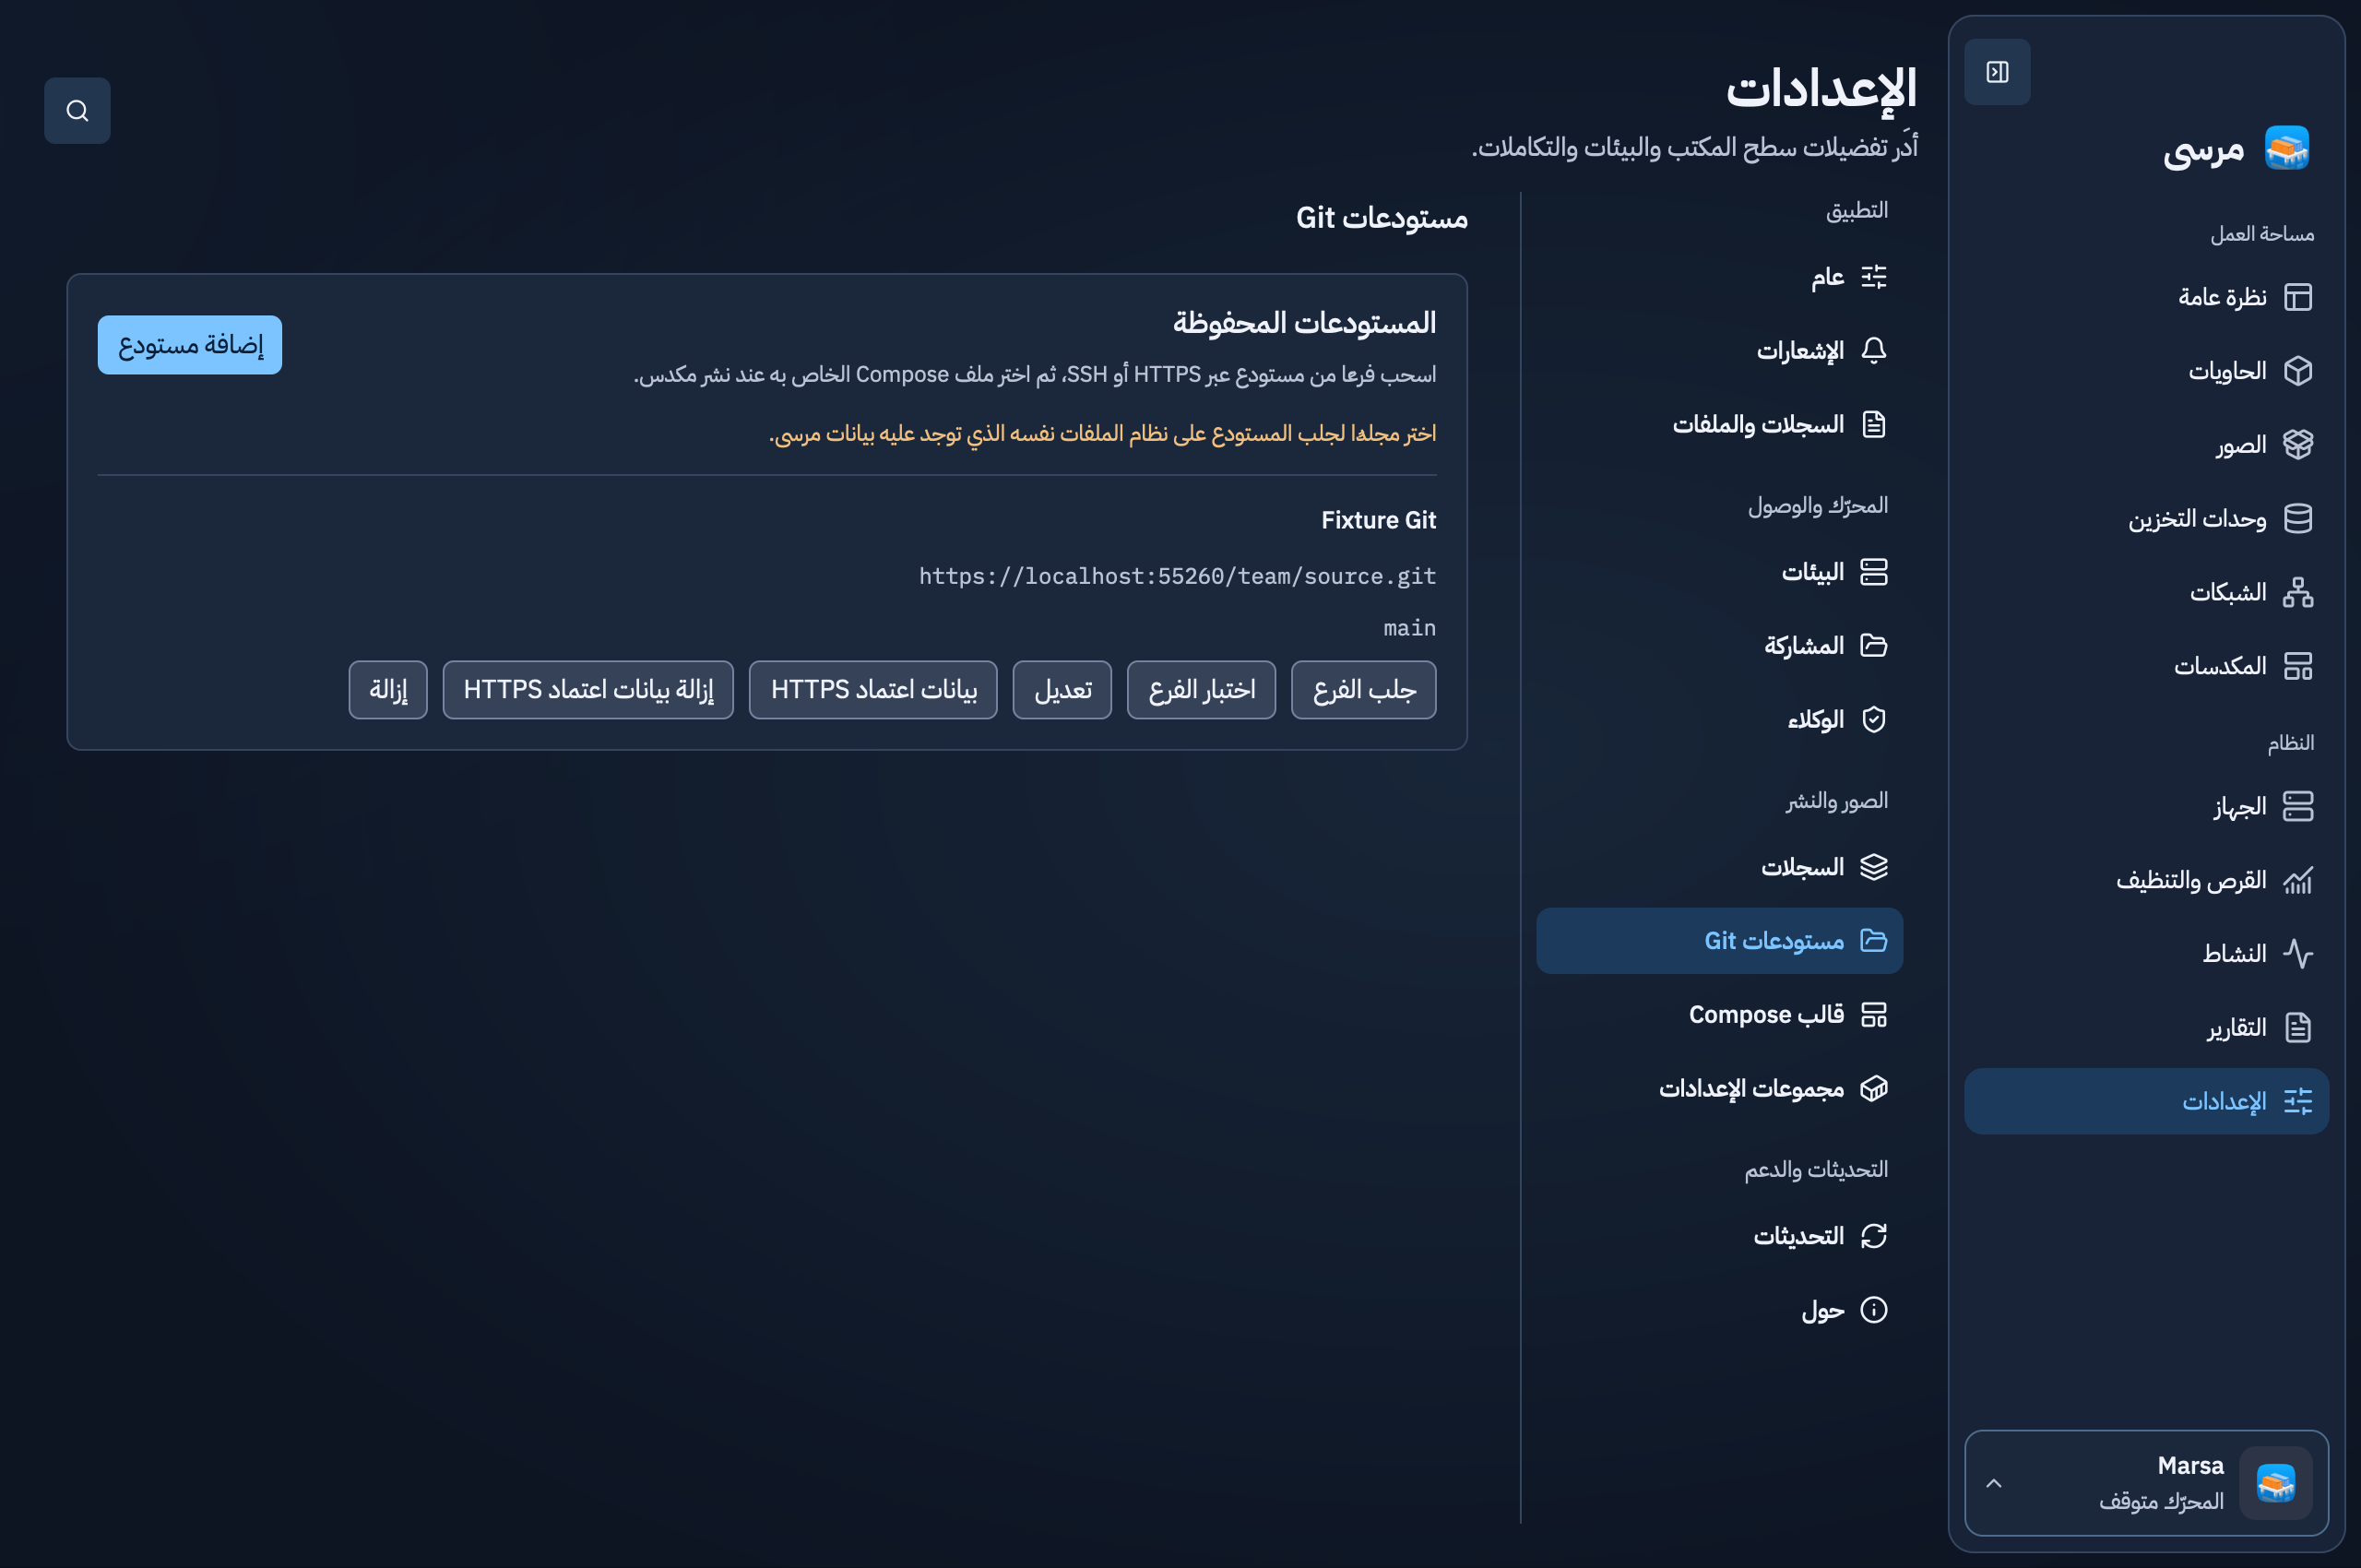 مرسى
مساحة العمل
نظرة عامة
الحاويات
الصور
وحدات التخزين
الشبكات
المكدسات
النظام
الجهاز
القرص والتنظيف
النشاط
التقارير
الإعدادات
Marsa
المحرّك متوقف
الإعدادات
أدِر تفضيلات سطح المكتب والبيئات والتكاملات.
التطبيق
عام
الإشعارات
السجلات والملفات
المحرّك والوصول
البيئات
المشاركة
الوكلاء
الصور والنشر
السجلات
مستودعات Git
قالب Compose
مجموعات الإعدادات
التحديثات والدعم
التحديثات
حول
مستودعات Git
المستودعات المحفوظة
اسحب فرعًا من مستودع عبر HTTPS أو SSH، ثم اختر ملف Compose الخاص به عند نشر مكدس.
إضافة مستودع
اختر مجلدًا لجلب المستودع على نظام الملفات نفسه الذي توجد عليه بيانات مرسى.
Fixture Git
https://localhost:55260/team/source.git
main
جلب الفرع
اختبار الفرع
تعديل
بيانات اعتماد HTTPS
إزالة بيانات اعتماد HTTPS
إزالة